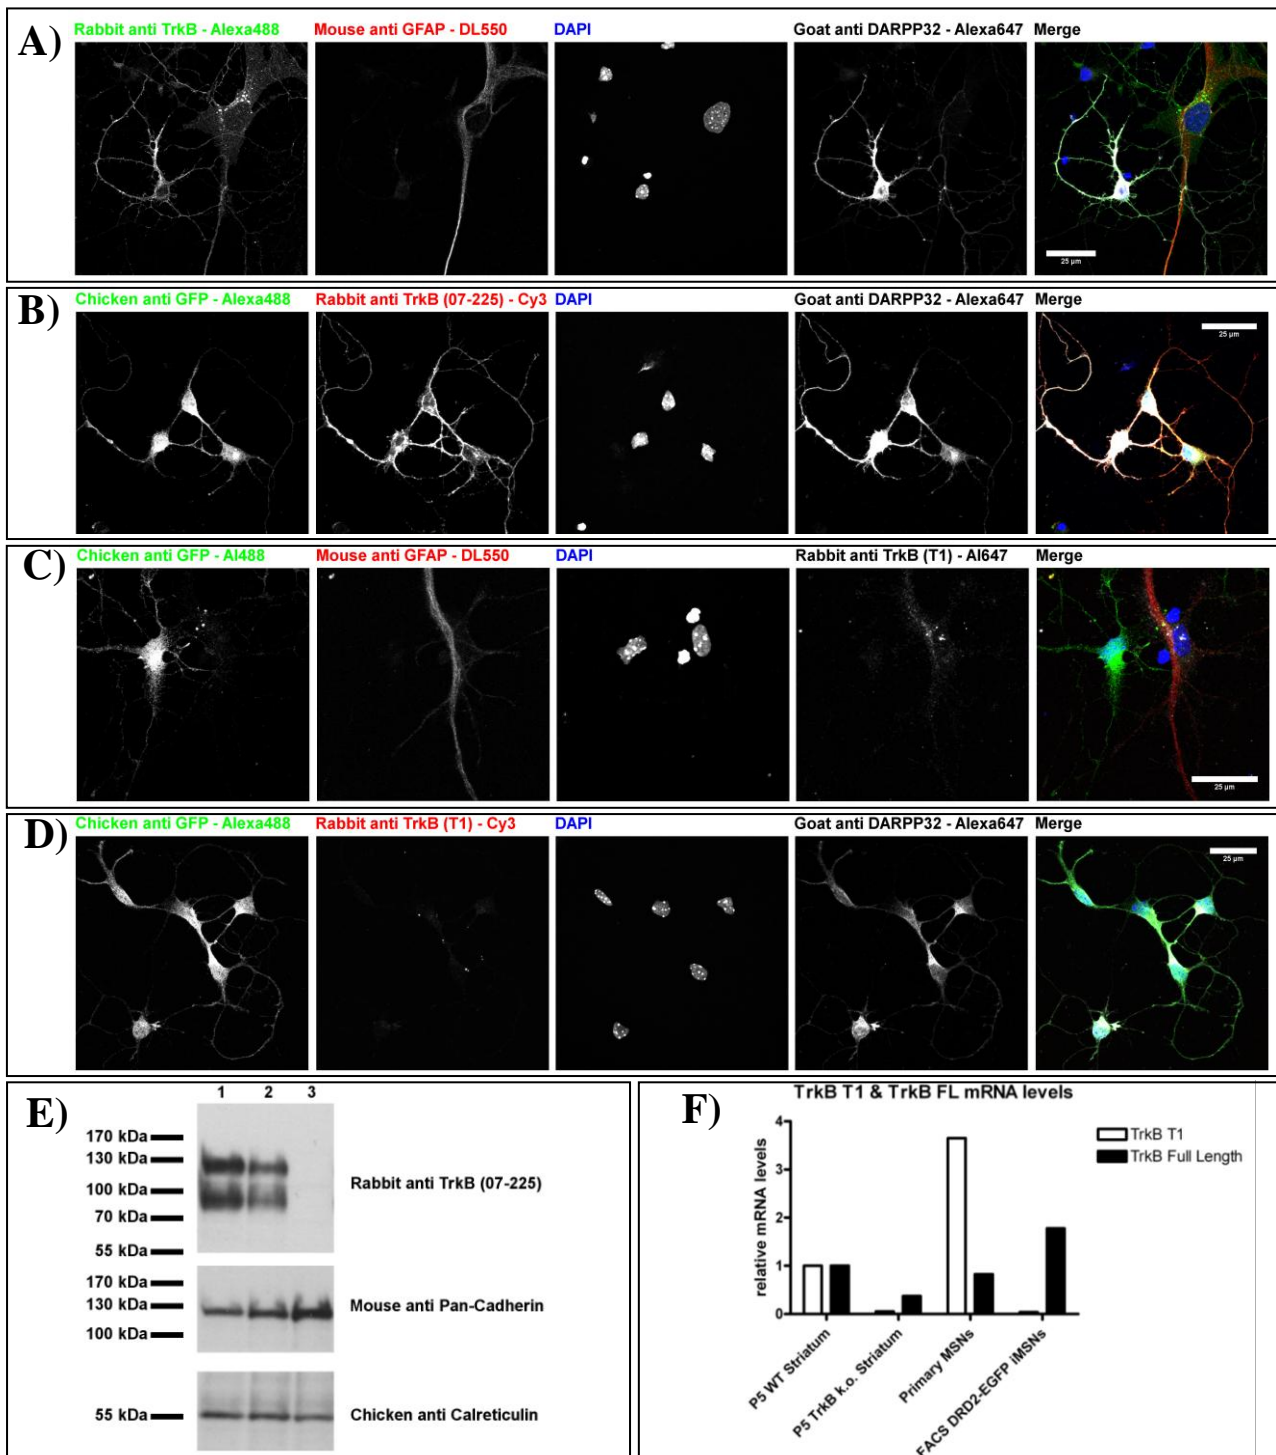 A)
Rabbit anti TrkB - Alexa488 Mouse anti GFAP - DL550 DAPI Goat anti DARPP32 - Alexa647 Merge
25 µm
B)
Chicken anti GFP - Alexa488 Rabbit anti TrkB (07-225) - Cy3 DAPI Goat anti DARPP32 - Alexa647 Merge
25 µm
C)
Chicken anti GFP - Al488 Mouse anti GFAP - DL550 DAPI Rabbit anti TrkB (T1) - Al647 Merge
25 µm
D)
Chicken anti GFP - Alexa488 Rabbit anti TrkB (T1) - Cy3 DAPI Goat anti DARPP32 - Alexa647 Merge
25 µm
E)
1 2 3
170 kDa
130 kDa
100 kDa
70 kDa
55 kDa
Rabbit anti TrkB (07-225)
170 kDa
130 kDa
100 kDa
Mouse anti Pan-Cadherin
55 kDa
Chicken anti Calreticulin
F)
TrkB T1 & TrkB FL mRNA levels
relative mRNA levels
4
3
2
1
0
TrkB T1
TrkB Full Length
P5 WT Striatum
P5 TrkB k.o. Striatum
Primary MSNs
FACS DRD2-EGFP iMSNs